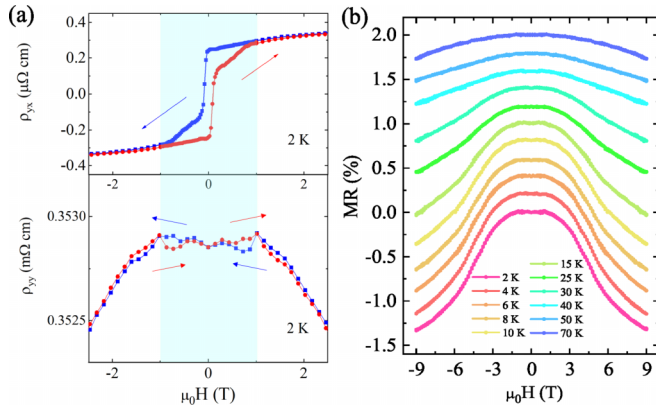 (a)
ρyx (μΩ cm)
0.4
0.2
0.0
-0.2
-0.4
2 K
-2
0
2
ρyy (mΩ cm)
0.3530
0.3525
2 K
-2
0
2
μ0H (T)
(b)
MR (%)
2.0
1.5
1.0
0.5
0.0
-0.5
-1.0
-1.5
2 K
4 K
6 K
8 K
10 K
15 K
25 K
30 K
40 K
50 K
70 K
-9
-6
-3
0
3
6
9
μ0H (T)